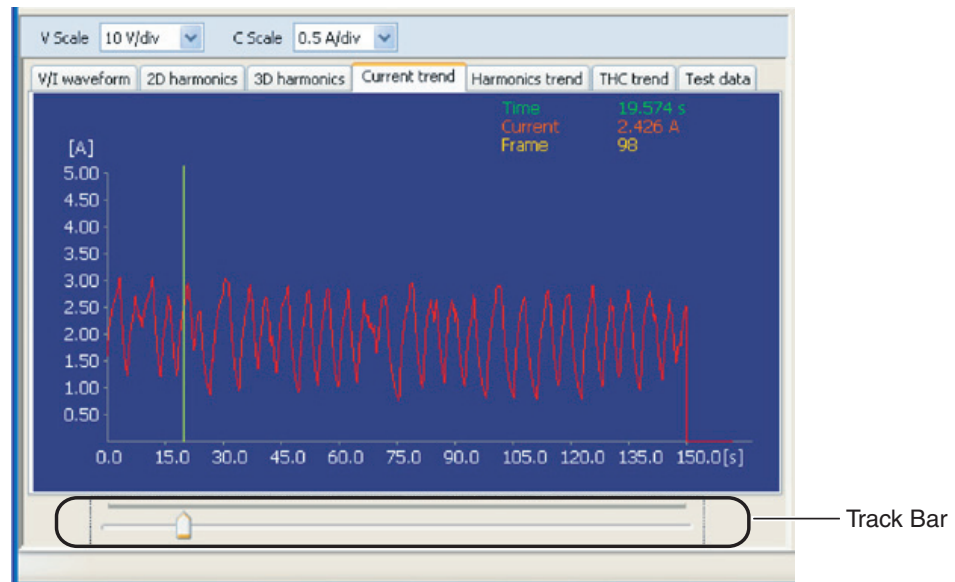 V Scale 10 V/div C Scale 0.5 A/div
V/I waveform 2D harmonics 3D harmonics Current trend Harmonics trend THC trend Test data
Time 19.574 s
Current 2.426 A
Frame 98
[A]
5.00
4.50
4.00
3.50
3.00
2.50
2.00
1.50
1.00
0.50
0.0 15.0 30.0 45.0 60.0 75.0 90.0 105.0 120.0 135.0 150.0[s]
Track Bar